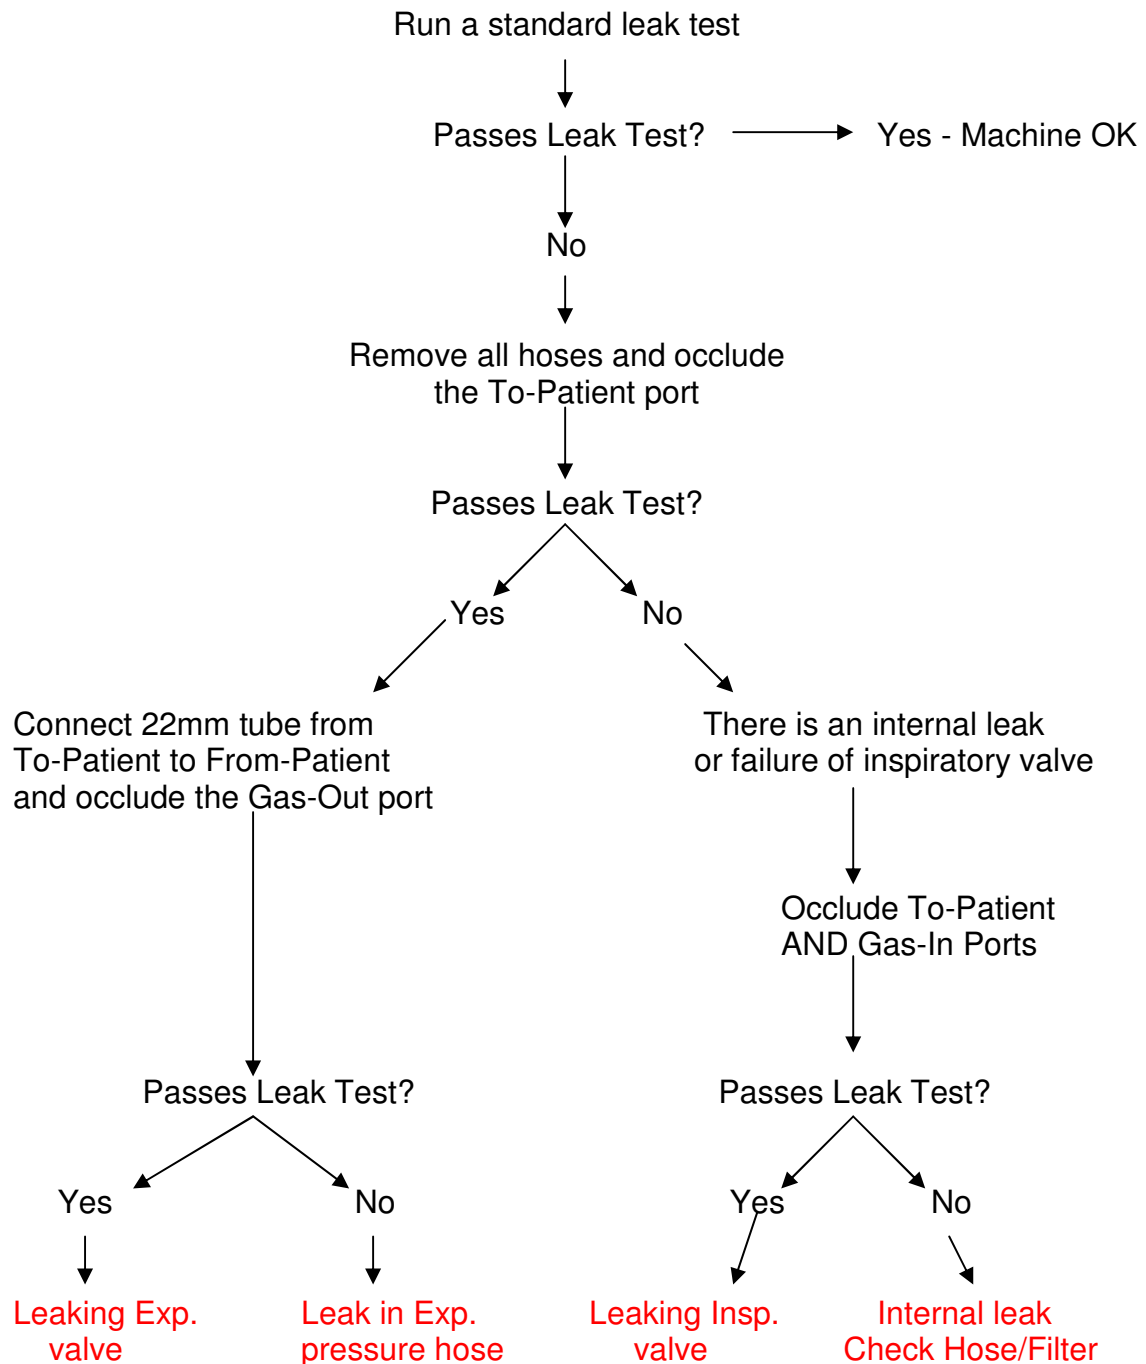 Run a standard leak test
Passes Leak Test?
Yes - Machine OK
No
Remove all hoses and occlude
the To-Patient port
Passes Leak Test?
Yes
No
Connect 22mm tube from
To-Patient to From-Patient
and occlude the Gas-Out port
There is an internal leak
or failure of inspiratory valve
Occlude To-Patient
AND Gas-In Ports
Passes Leak Test?
Passes Leak Test?
Yes
No
Yes
No
Leaking Exp.
valve
Leak in Exp.
pressure hose
Leaking Insp.
valve
Internal leak
Check Hose/Filter